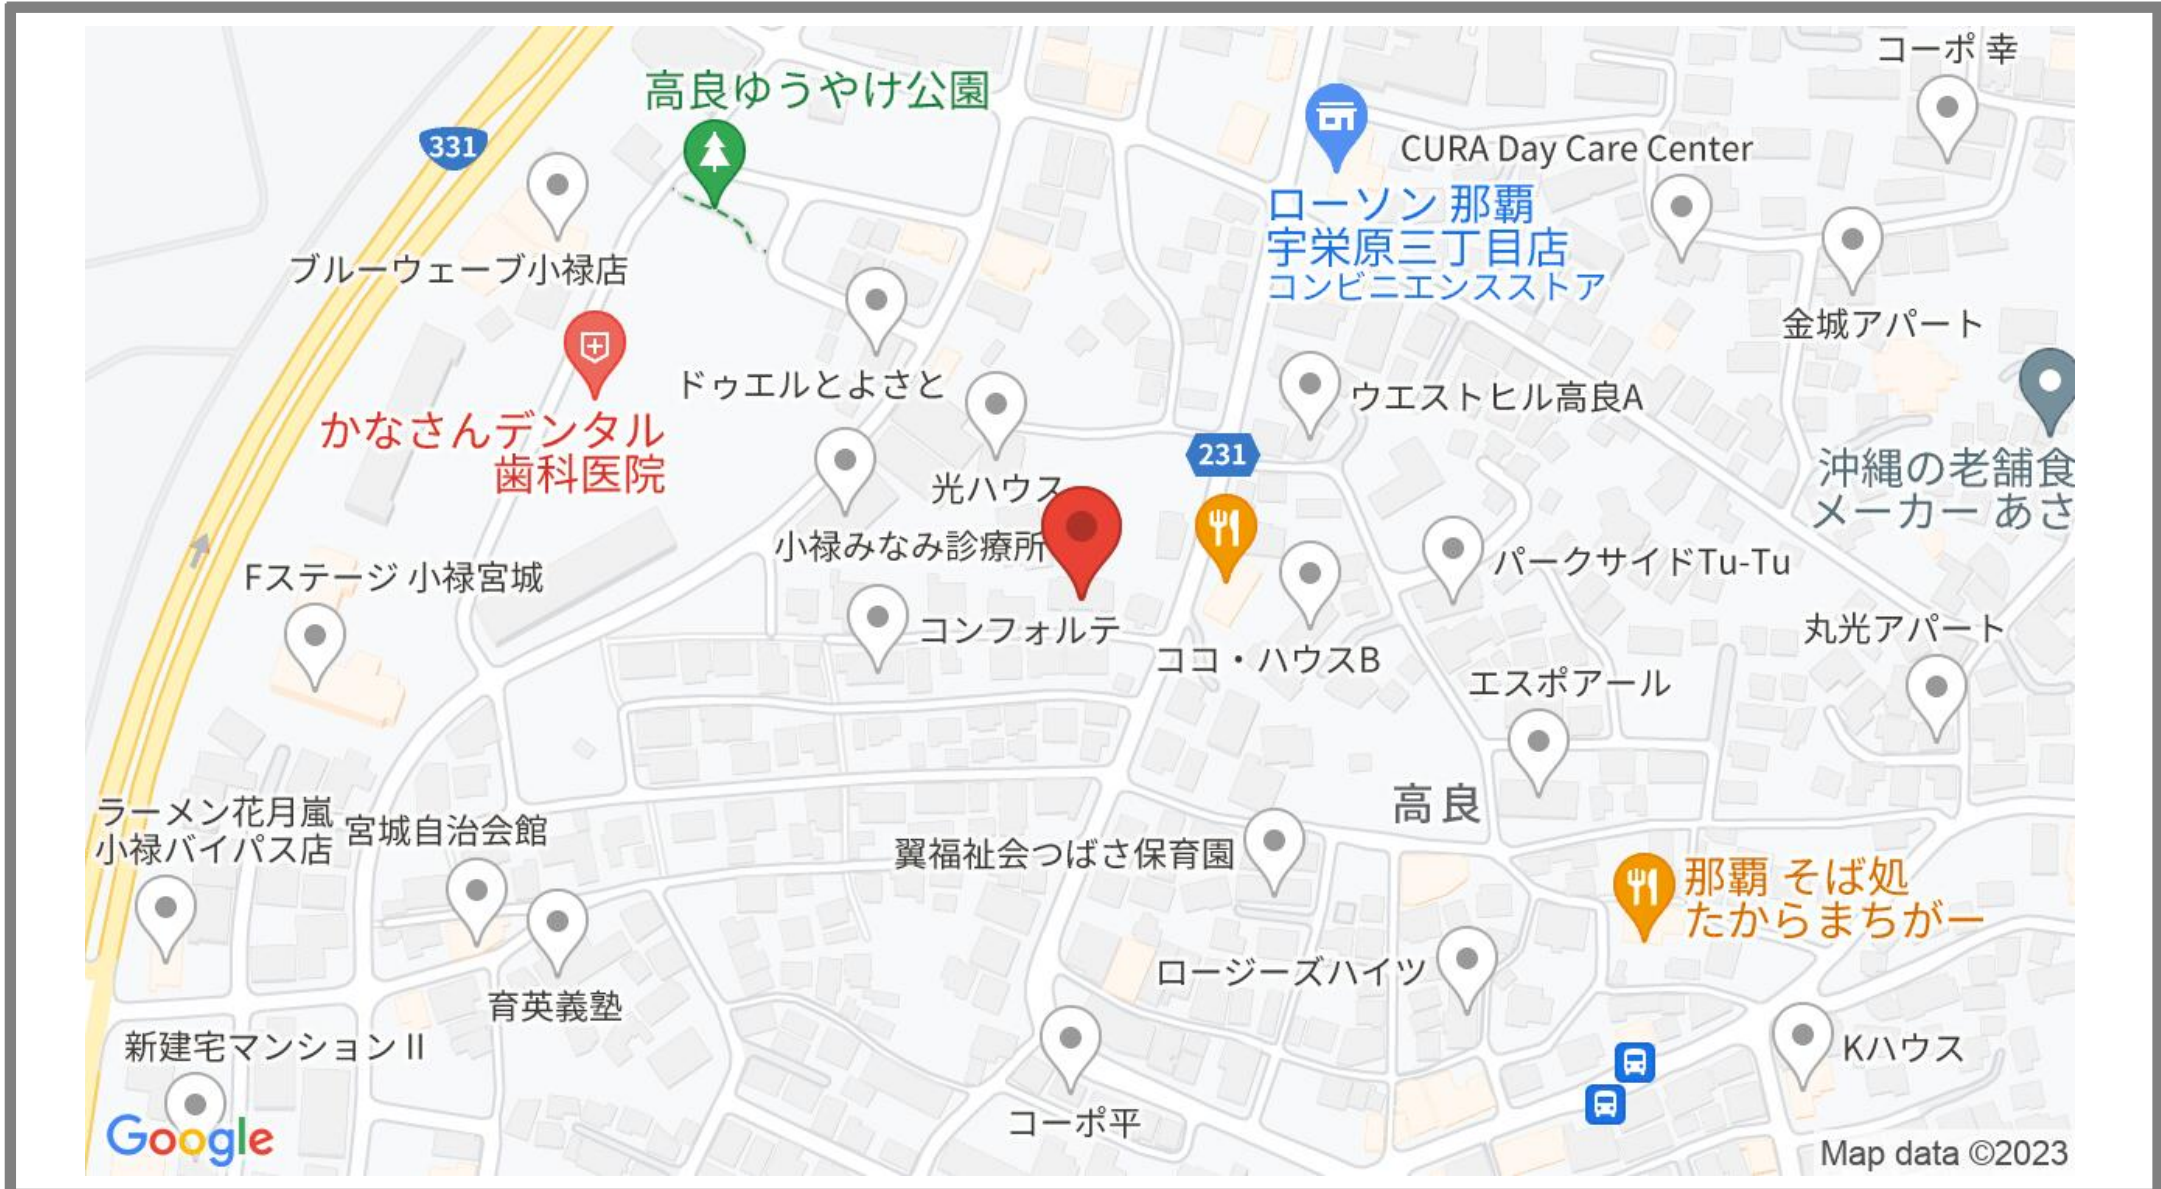 コーポ 幸
高良ゆうやけ公園
331
CURA Day Care Center
ローソン 那覇
宇栄原三丁目店
コンビニエンスストア
ブルーウェーブ小禄店
金城アパート
ドゥエルとよさと
ウエストヒル高良A
かなさんデンタル
歯科医院
231
沖縄の老舗食
メーカー あさ
光ハウス
小禄みなみ診療所
パークサイドTu-Tu
Fステージ 小禄宮城
コンフォルテ
丸光アパート
ココ・ハウスB
エスポアール
高良
ラーメン花月嵐
小禄バイパス店
宮城自治会館
翼福祉会つばさ保育園
那覇 そば処
たからまちがー
ロージーズハイツ
育英義塾
新建宅マンションⅡ
Kハウス
コーポ平
Google
Map data ©2023